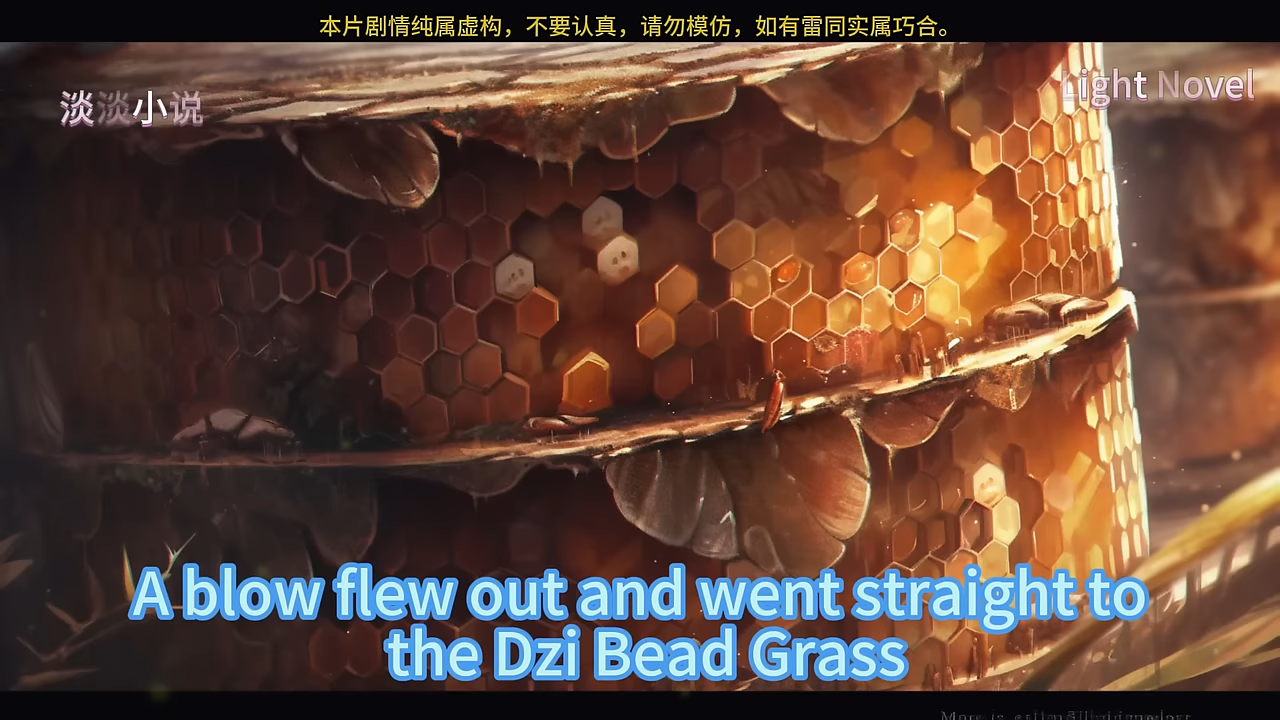 本片剧情纯属虚构，不要认真，请勿模仿，如有雷同实属巧合。
淡淡小说
Light Novel
A blow flew out and went straight to
the Dzi Bead Grass